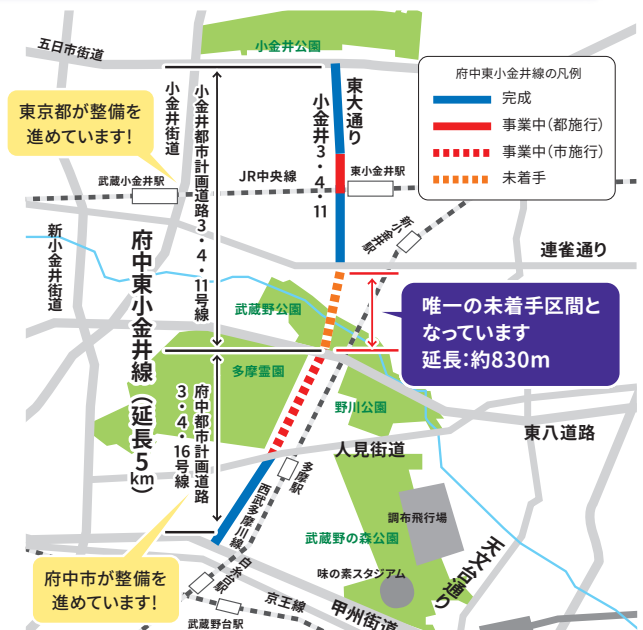 五日市街道
小金井公園
府中東小金井線の凡例
完成
事業中(都施行)
事業中(市施行)
未着手
東京都が整備を
進めています!
小金井街道
小金井都市計画道路3・4・11号線
小金井3・4・11
東大通り
武蔵小金井駅
JR中央線
東小金井駅
新小金井駅
新小金井街道
連雀通り
府中東小金井線（延長5km）
武蔵野公園
唯一の未着手区間と
なっています
延長:約830m
多摩霊園
府中都市計画道路
3・4・16号線
野川公園
東八道路
人見街道
多摩駅
西武多摩川線
調布飛行場
武蔵野の森公園
天文台通り
白糸台駅
味の素スタジアム
府中市が整備を
進めています!
京王線
甲州街道
武蔵野台駅